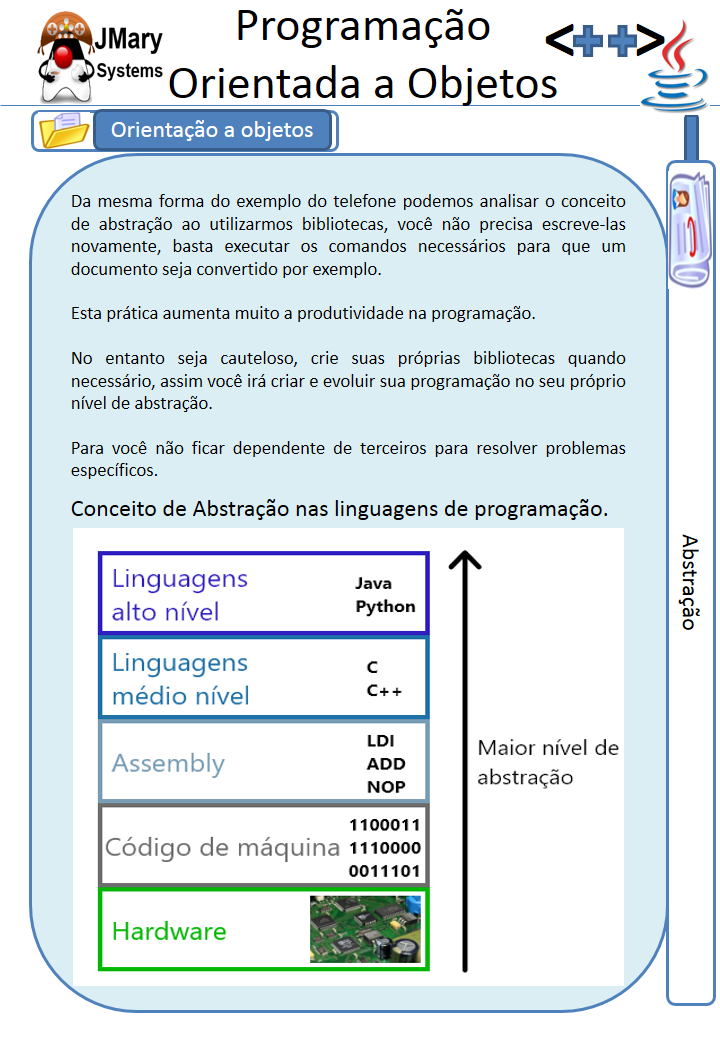 JMary
Systems
Programação
Orientada a Objetos
<++>
Orientação a objetos
Da mesma forma do exemplo do telefone podemos analisar o conceito
de abstração ao utilizarmos bibliotecas, você não precisa escreve-las
novamente, basta executar os comandos necessários para que um
documento seja convertido por exemplo.
Esta prática aumenta muito a produtividade na programação.
No entanto seja cauteloso, crie suas próprias bibliotecas quando
necessário, assim você irá criar e evoluir sua programação no seu próprio
nível de abstração.
Para você não ficar dependente de terceiros para resolver problemas
específicos.
Conceito de Abstração nas linguagens de programação.
Linguagens
alto nível
Java
Python
Linguagens
médio nível
C
C++
Assembly
LDI
ADD
NOP
Código de máquina
1100011
1110000
0011101
Hardware
Maior nível de
abstração
Abstração